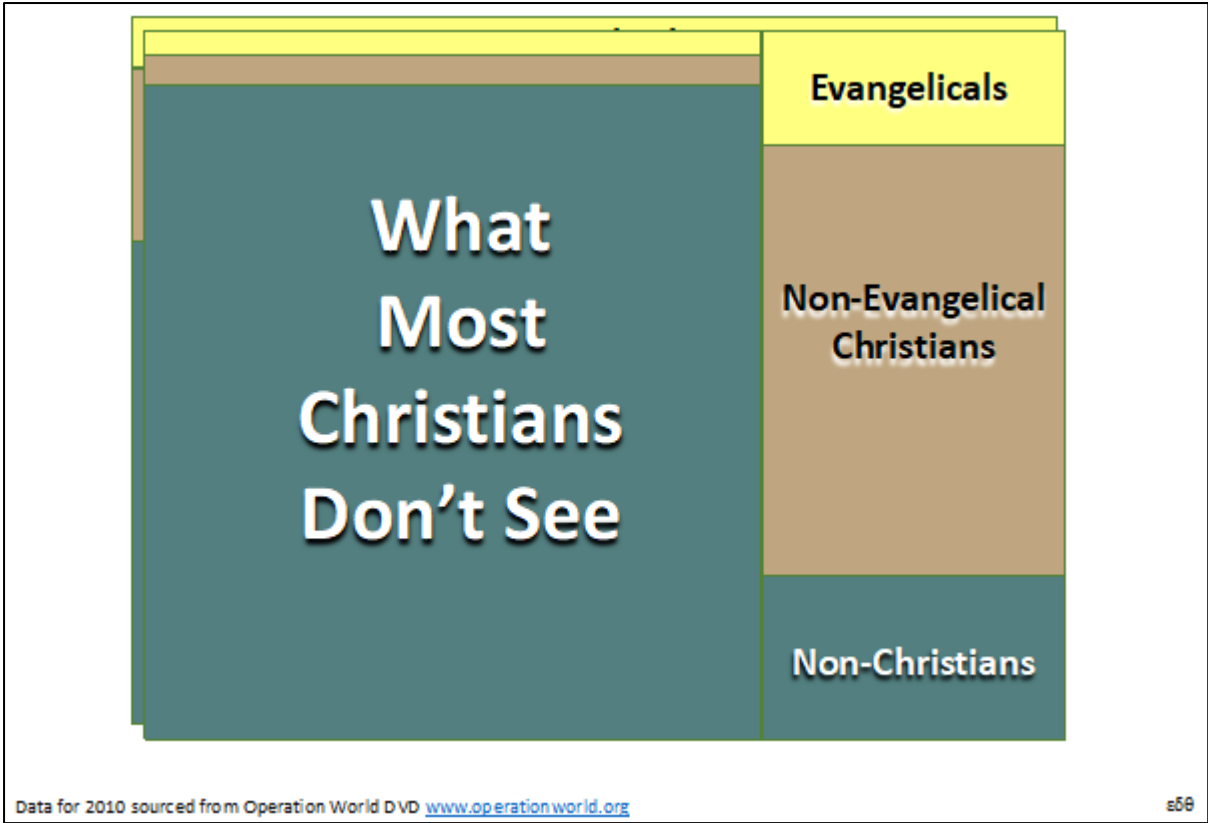 Evangelicals
What
Most
Christians
Don’t See
Non-Evangelical
Christians
Non-Christians
Data for 2010 sourced from Operation World DVD www.operationworld.org
εδθ